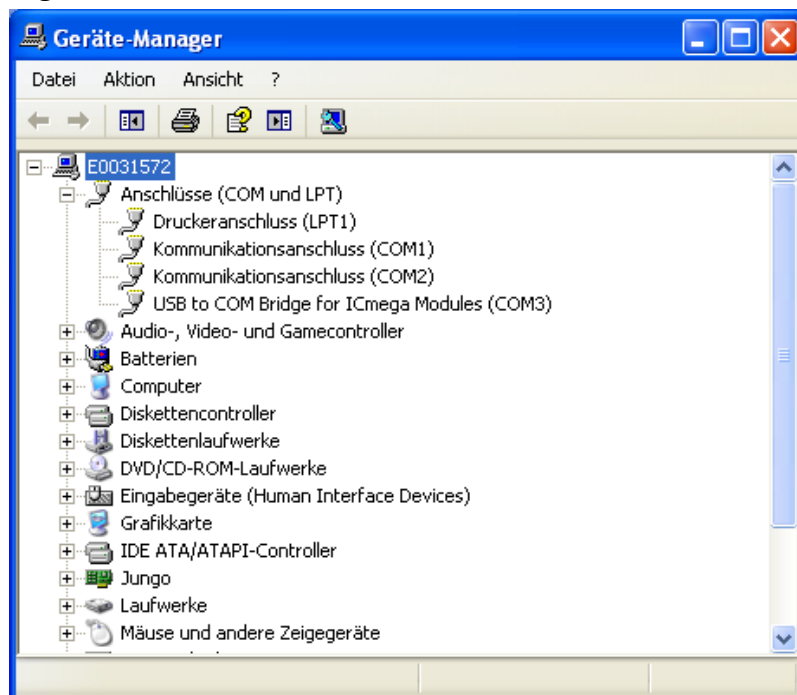 Geräte-Manager
Datei Aktion Ansicht ?
E0031572
Anschlüsse (COM und LPT)
Druckeranschluss (LPT1)
Kommunikationsanschluss (COM1)
Kommunikationsanschluss (COM2)
USB to COM Bridge for ICmega Modules (COM3)
Audio-, Video- und Gamecontroller
Batterien
Computer
Diskettencontroller
Diskettenlaufwerke
DVD/CD-ROM-Laufwerke
Eingabegeräte (Human Interface Devices)
Grafikkarte
IDE ATA/ATAPI-Controller
Jungo
Laufwerke
Mäuse und andere Zeigegeräte